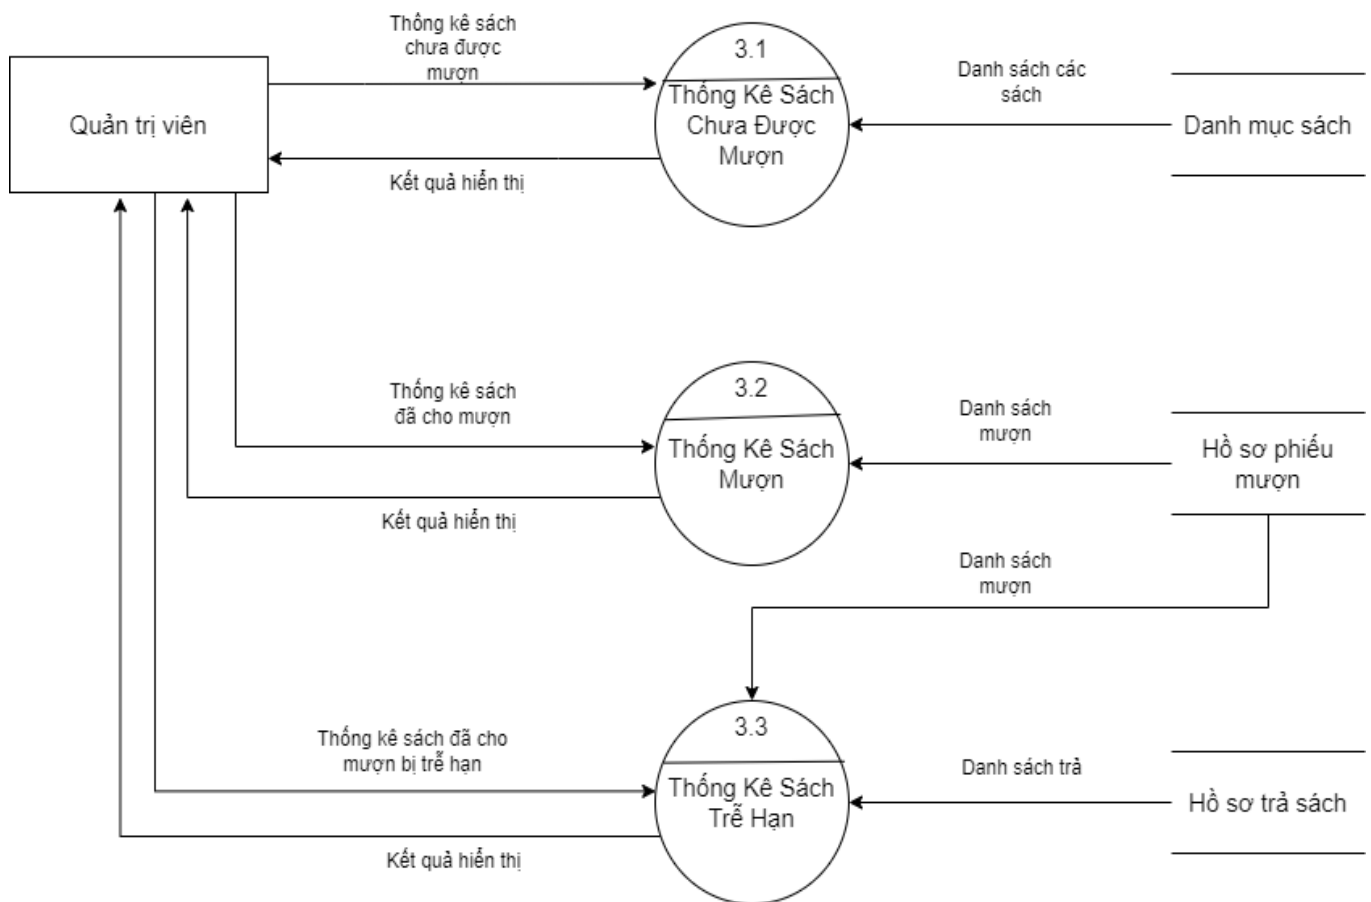 Thống kê sách
chưa được
mượn
3.1
Thống Kê Sách
Chưa Được
Mượn
Danh sách các
sách
Quản trị viên
Danh mục sách
Kết quả hiển thị
Thống kê sách
đã cho mượn
3.2
Thống Kê Sách
Mượn
Danh sách
mượn
Hồ sơ phiếu
mượn
Kết quả hiển thị
Danh sách
mượn
Thống kê sách đã cho
mượn bị trễ hạn
3.3
Thống Kê Sách
Trễ Hạn
Danh sách trả
Hồ sơ trả sách
Kết quả hiển thị